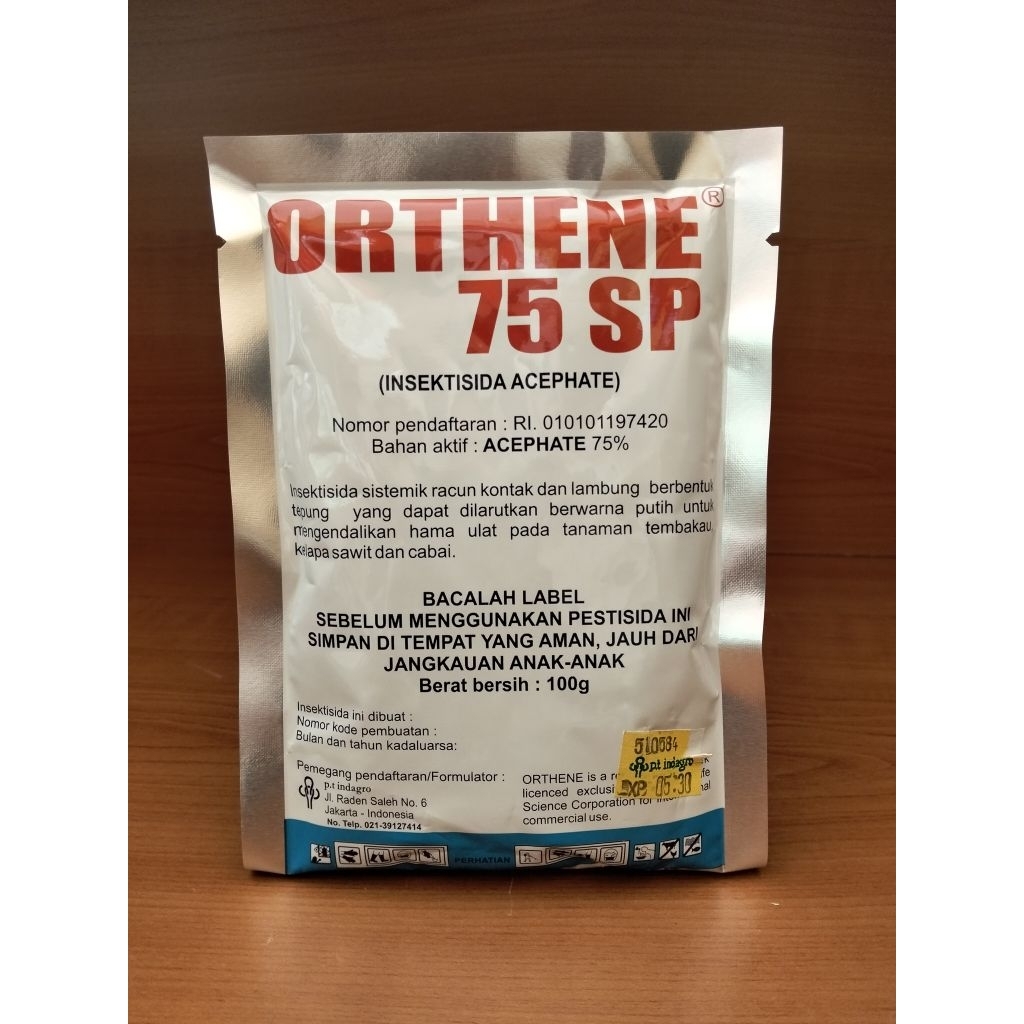 ORTHENE®
75 SP
(INSEKTISIDA ACEPHATE)
Nomor pendaftaran : RI. 010101197420
Bahan aktif : ACEPHATE 75%
Insektisida sistemik racun kontak dan lambung berbentuk
tepung yang dapat dilarutkan berwarna putih untuk
mengendalikan hama ulat pada tanaman tembakau,
kelapa sawit dan cabai.
BACALAH LABEL
SEBELUM MENGGUNAKAN PESTISIDA INI
SIMPAN DI TEMPAT YANG AMAN, JAUH DARI
JANGKAUAN ANAK-ANAK
Berat bersih : 100g
Insektisida ini dibuat :
Nomor kode pembuatan :
Bulan dan tahun kadaluarsa:
510584
p.t indagro
EXP 05.30
Pemegang pendaftaran/Formulator :
p.t indagro
Jl. Raden Saleh No. 6
Jakarta - Indonesia
No. Telp. 021-39127414
ORTHENE is a
licenced
Science Corporation for
commercial use.
PERHATIAN